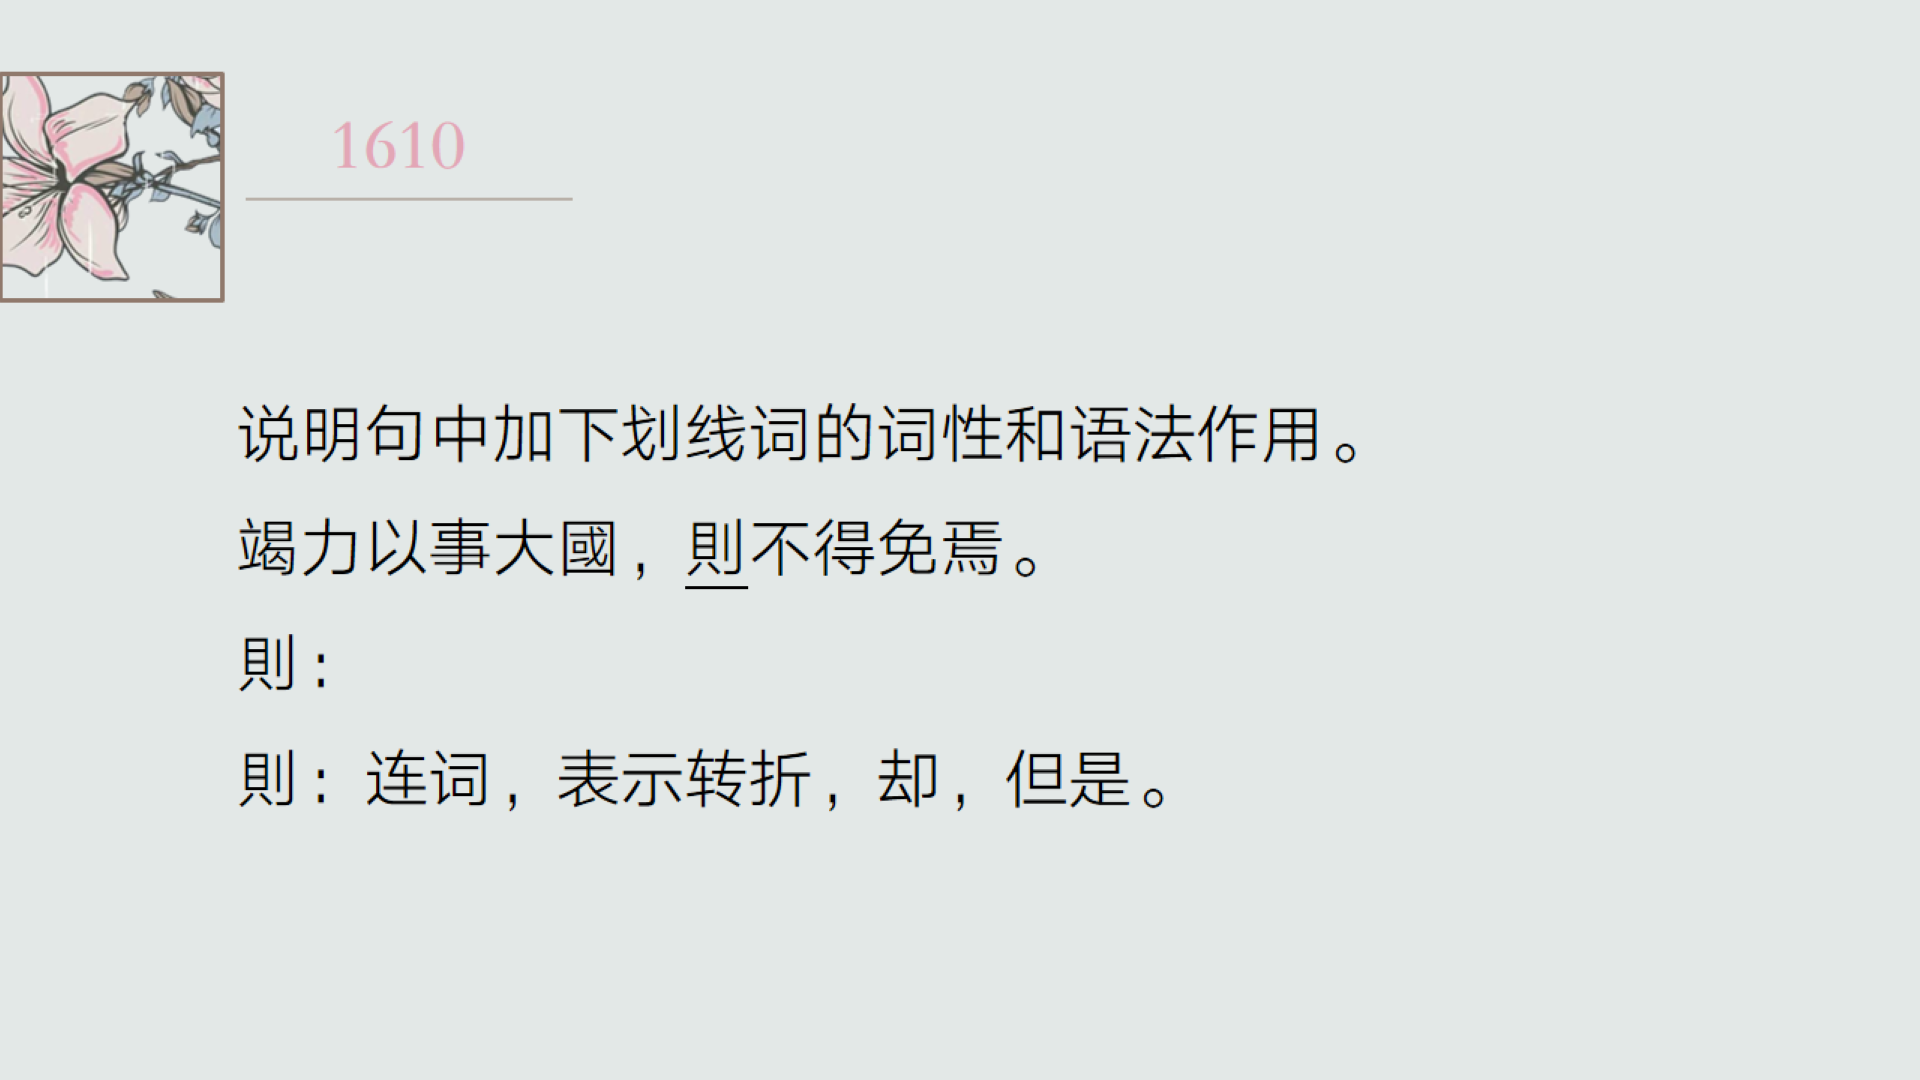 1610
说明句中加下划线词的词性和语法作用。
竭力以事大國，則不得免焉。
則：
則：连词，表示转折，却，但是。